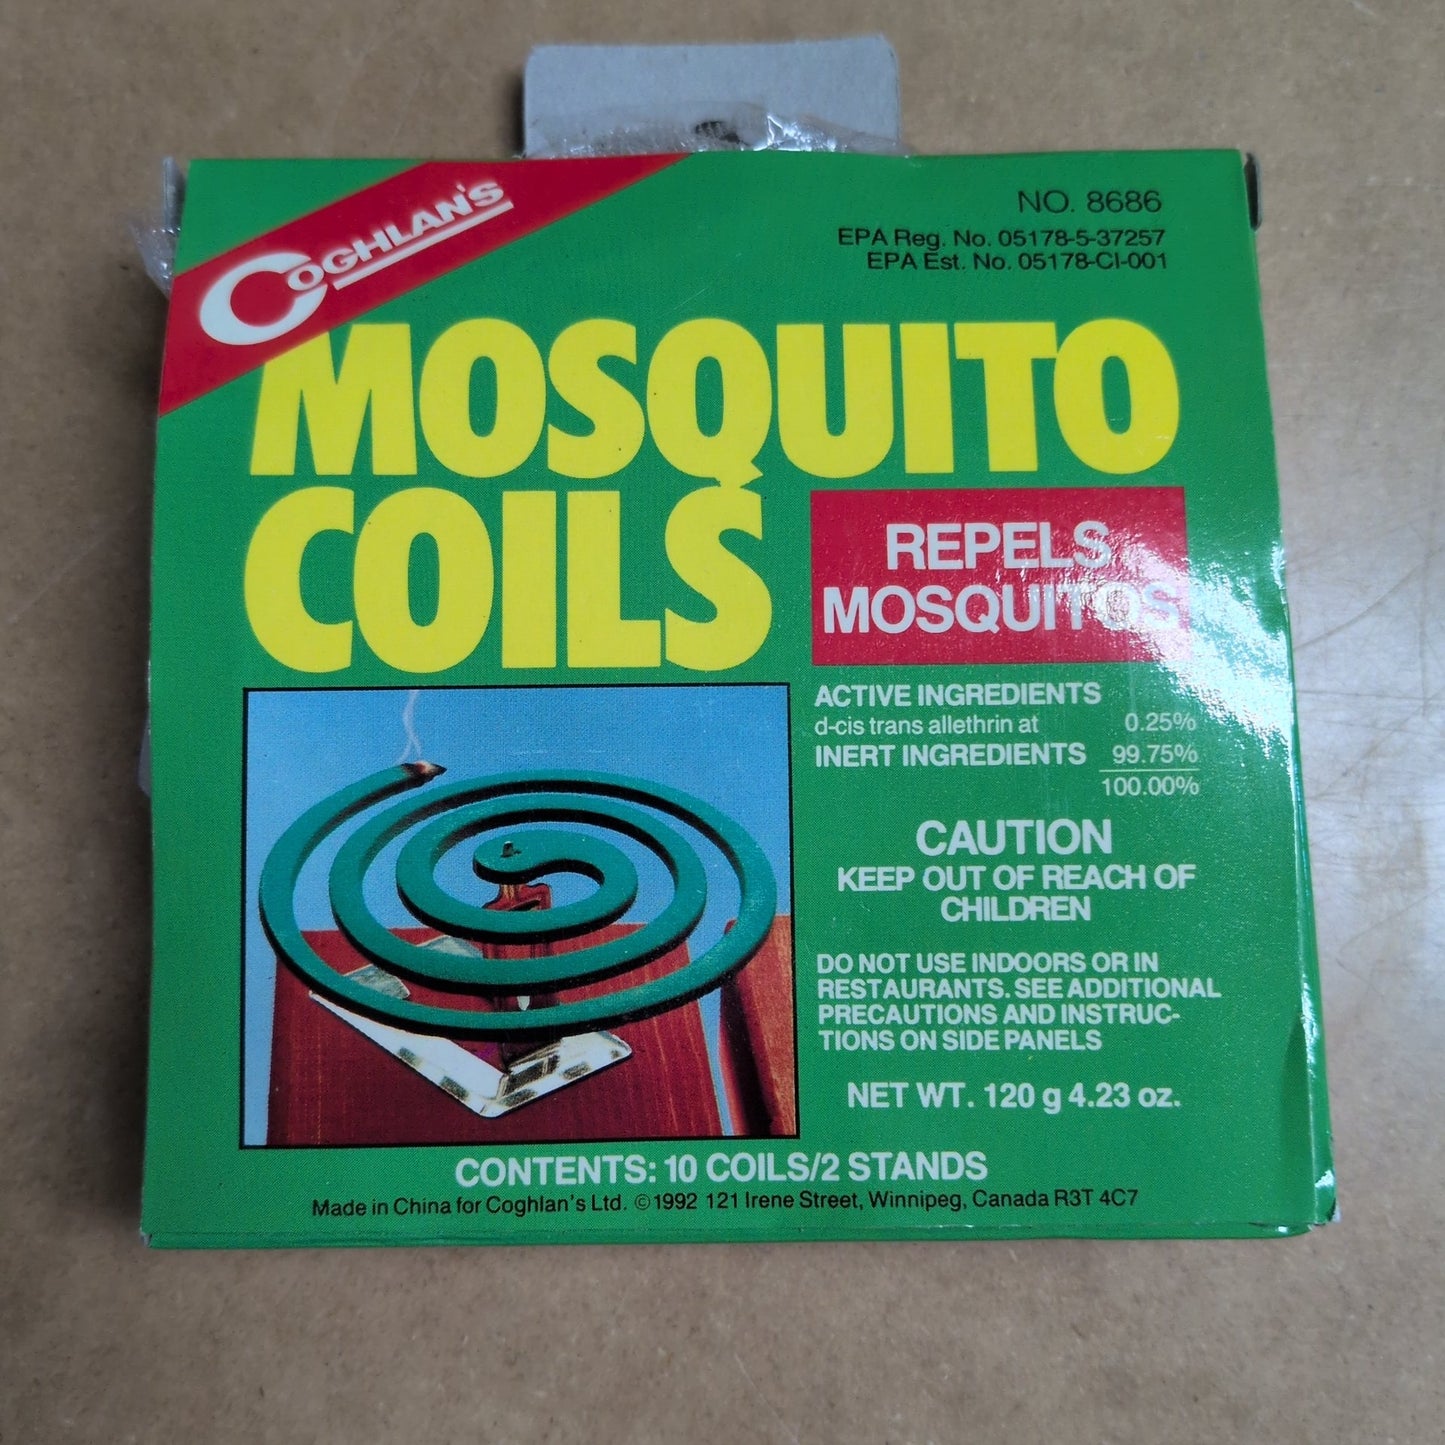 COGHLAN'S
NO. 8686
EPA Reg. No. 05178-5-37257
EPA Est. No. 05178-CI-001
MOSQUITO
COILS
REPELS
MOSQUITOS
ACTIVE INGREDIENTS
d-cis trans allethrin at 0.25%
INERT INGREDIENTS 99.75%
100.00%
CAUTION
KEEP OUT OF REACH OF
CHILDREN
DO NOT USE INDOORS OR IN
RESTAURANTS. SEE ADDITIONAL
PRECAUTIONS AND INSTRUC-
TIONS ON SIDE PANELS
NET WT. 120 g 4.23 oz.
CONTENTS: 10 COILS/2 STANDS
Made in China for Coghlan's Ltd. ©1992 121 Irene Street, Winnipeg, Canada R3T 4C7